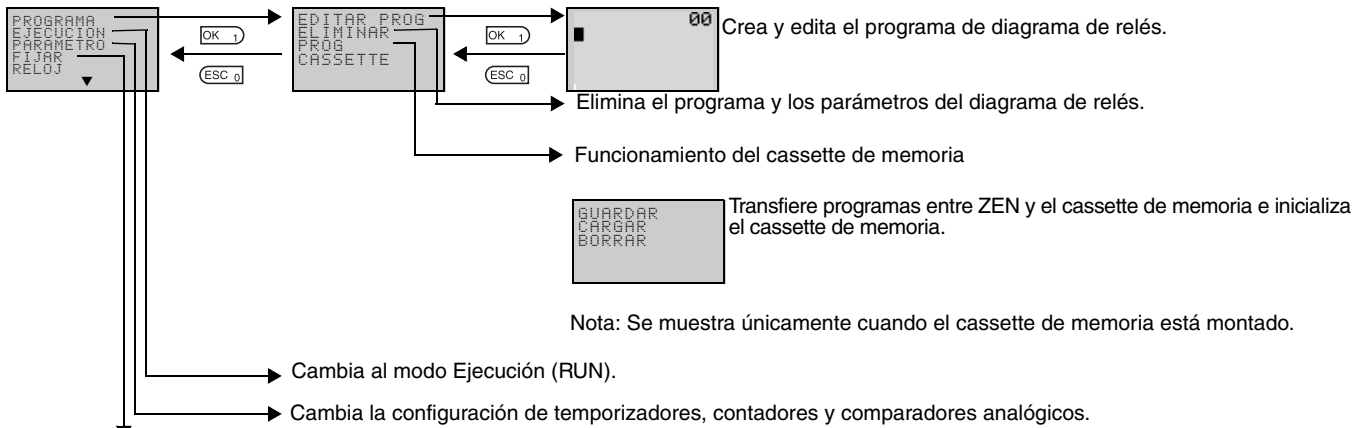 PROGRAMA
EJECUCION
PARAMETRO
FIJAR
RELOJ
OK 1
ESC 0
EDITAR PROG
ELIMINAR
PROG
CASSETTE
OK 1
ESC 0
00
Crea y edita el programa de diagrama de relés.
Elimina el programa y los parámetros del diagrama de relés.
Funcionamiento del cassette de memoria
GUARDAR
CARGAR
BORRAR
Transfiere programas entre ZEN y el cassette de memoria e inicializa
el cassette de memoria.
Nota: Se muestra únicamente cuando el cassette de memoria está montado.
Cambia al modo Ejecución (RUN).
Cambia la configuración de temporizadores, contadores y comparadores analógicos.